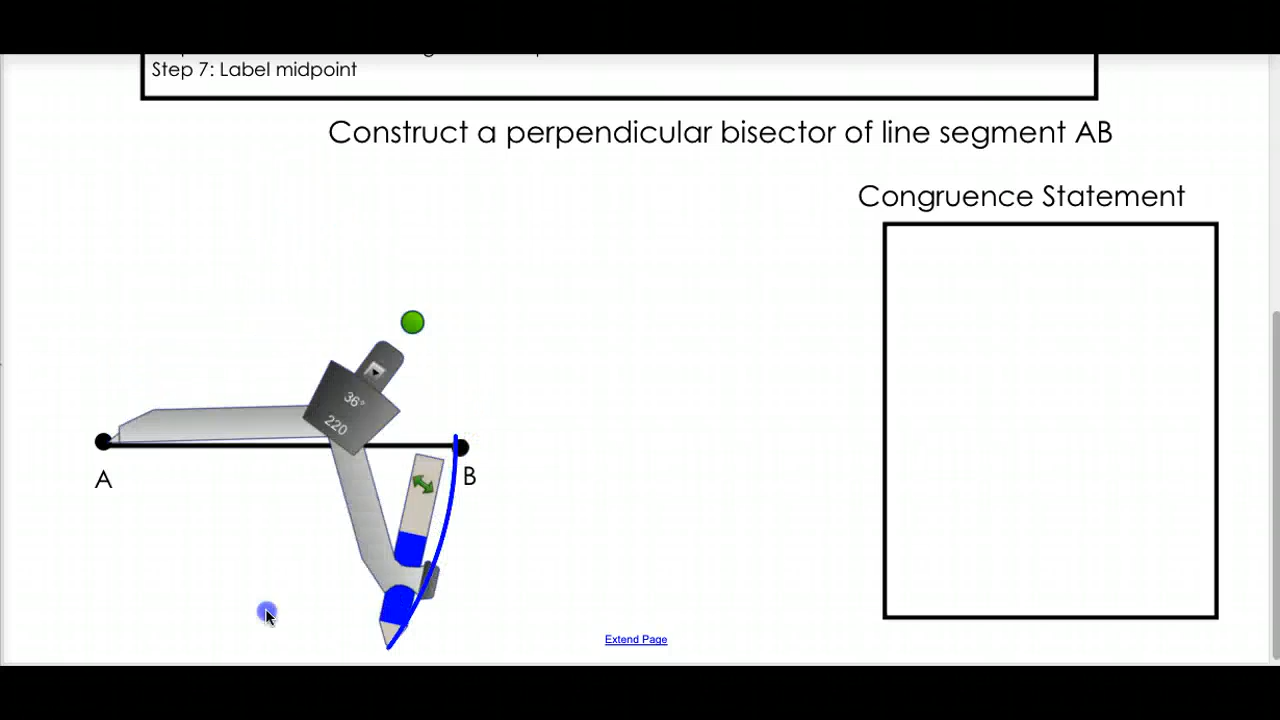 Step 7: Label midpoint
Construct a perpendicular bisector of line segment AB
Congruence Statement
36°
220
A
B
Extend Page